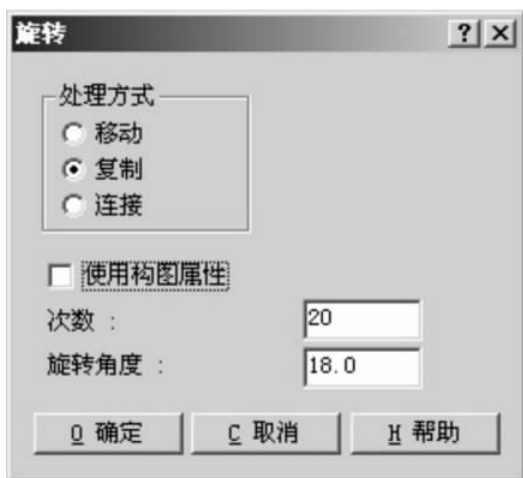 旋转
处理方式
移动
复制
连接
使用构图属性
次数 : 20
旋转角度 : 18.0
O 确定 C 取消 H 帮助